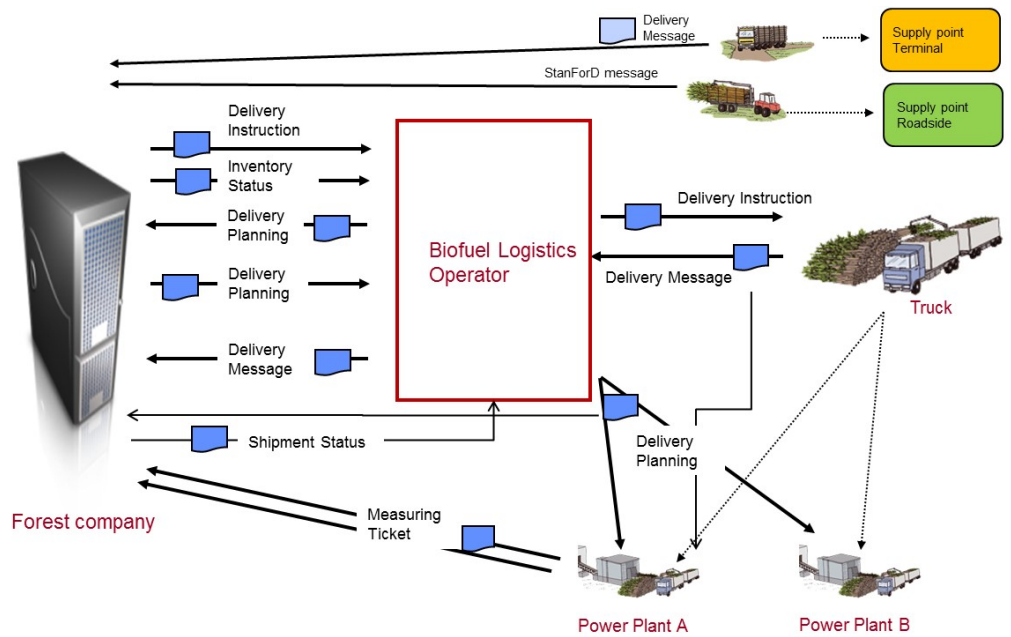 Delivery
Message
Supply point
Terminal
StanForD message
Supply point
Roadside
Delivery
Instruction
Inventory
Status
Delivery
Planning
Delivery
Planning
Delivery
Message
Biofuel Logistics
Operator
Delivery Instruction
Delivery Message
Truck
Shipment Status
Delivery
Planning
Forest company
Measuring
Ticket
Power Plant A
Power Plant B